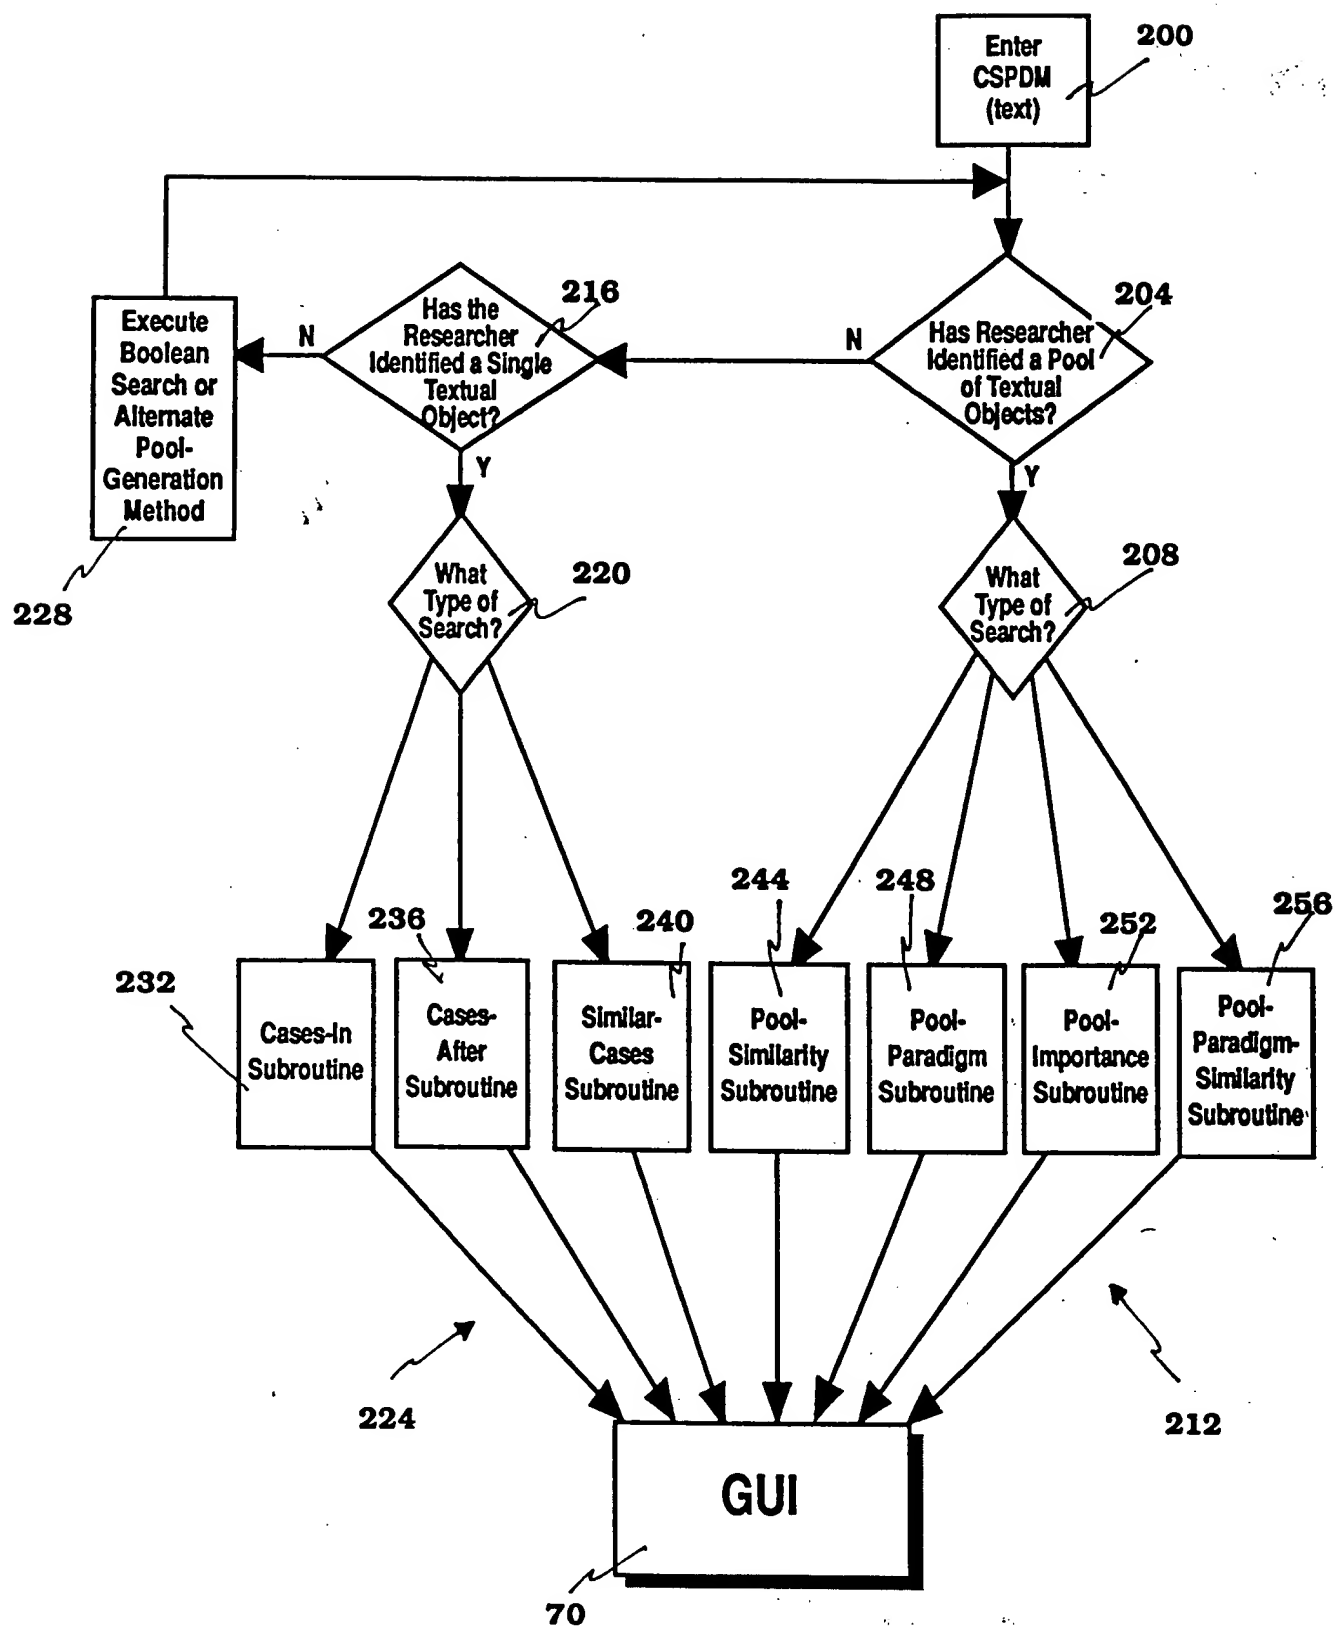 Enter
CSPDM
(text)
200
Has Researcher
Identified a Pool
of Textual
Objects?
204
N
Y
Has the
Researcher
Identified a Single
Textual
Object?
216
N
Y
Execute
Boolean
Search or
Alternate
Pool-
Generation
Method
228
What
Type of
Search?
220
What
Type of
Search?
208
232
Cases-In
Subroutine
236
Cases-
After
Subroutine
240
Similar-
Cases
Subroutine
244
Pool-
Similarity
Subroutine
248
Pool-
Paradigm
Subroutine
252
Pool-
Importance
Subroutine
256
Pool-
Paradigm-
Similarity
Subroutine
224
212
GUI
70